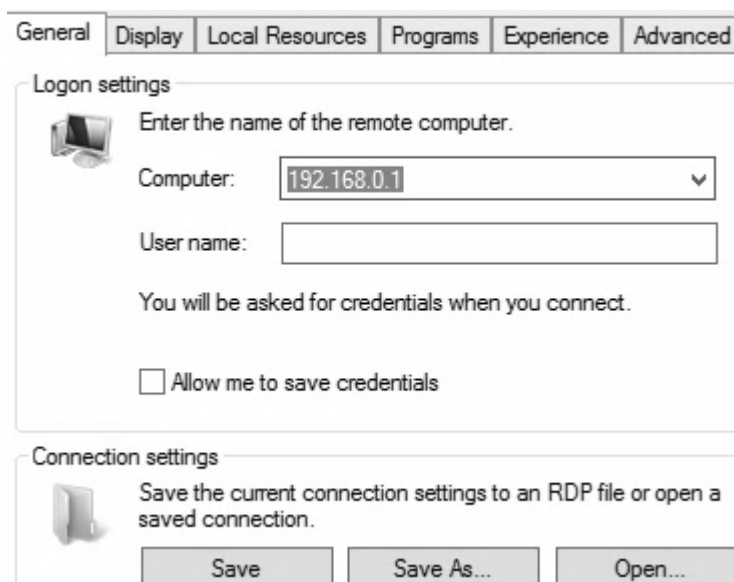 General Display Local Resources Programs Experience Advanced
Logon settings
Enter the name of the remote computer.
Computer: 192.168.0.1
User name:
You will be asked for credentials when you connect.
Allow me to save credentials
Connection settings
Save the current connection settings to an RDP file or open a
saved connection.
Save Save As... Open...